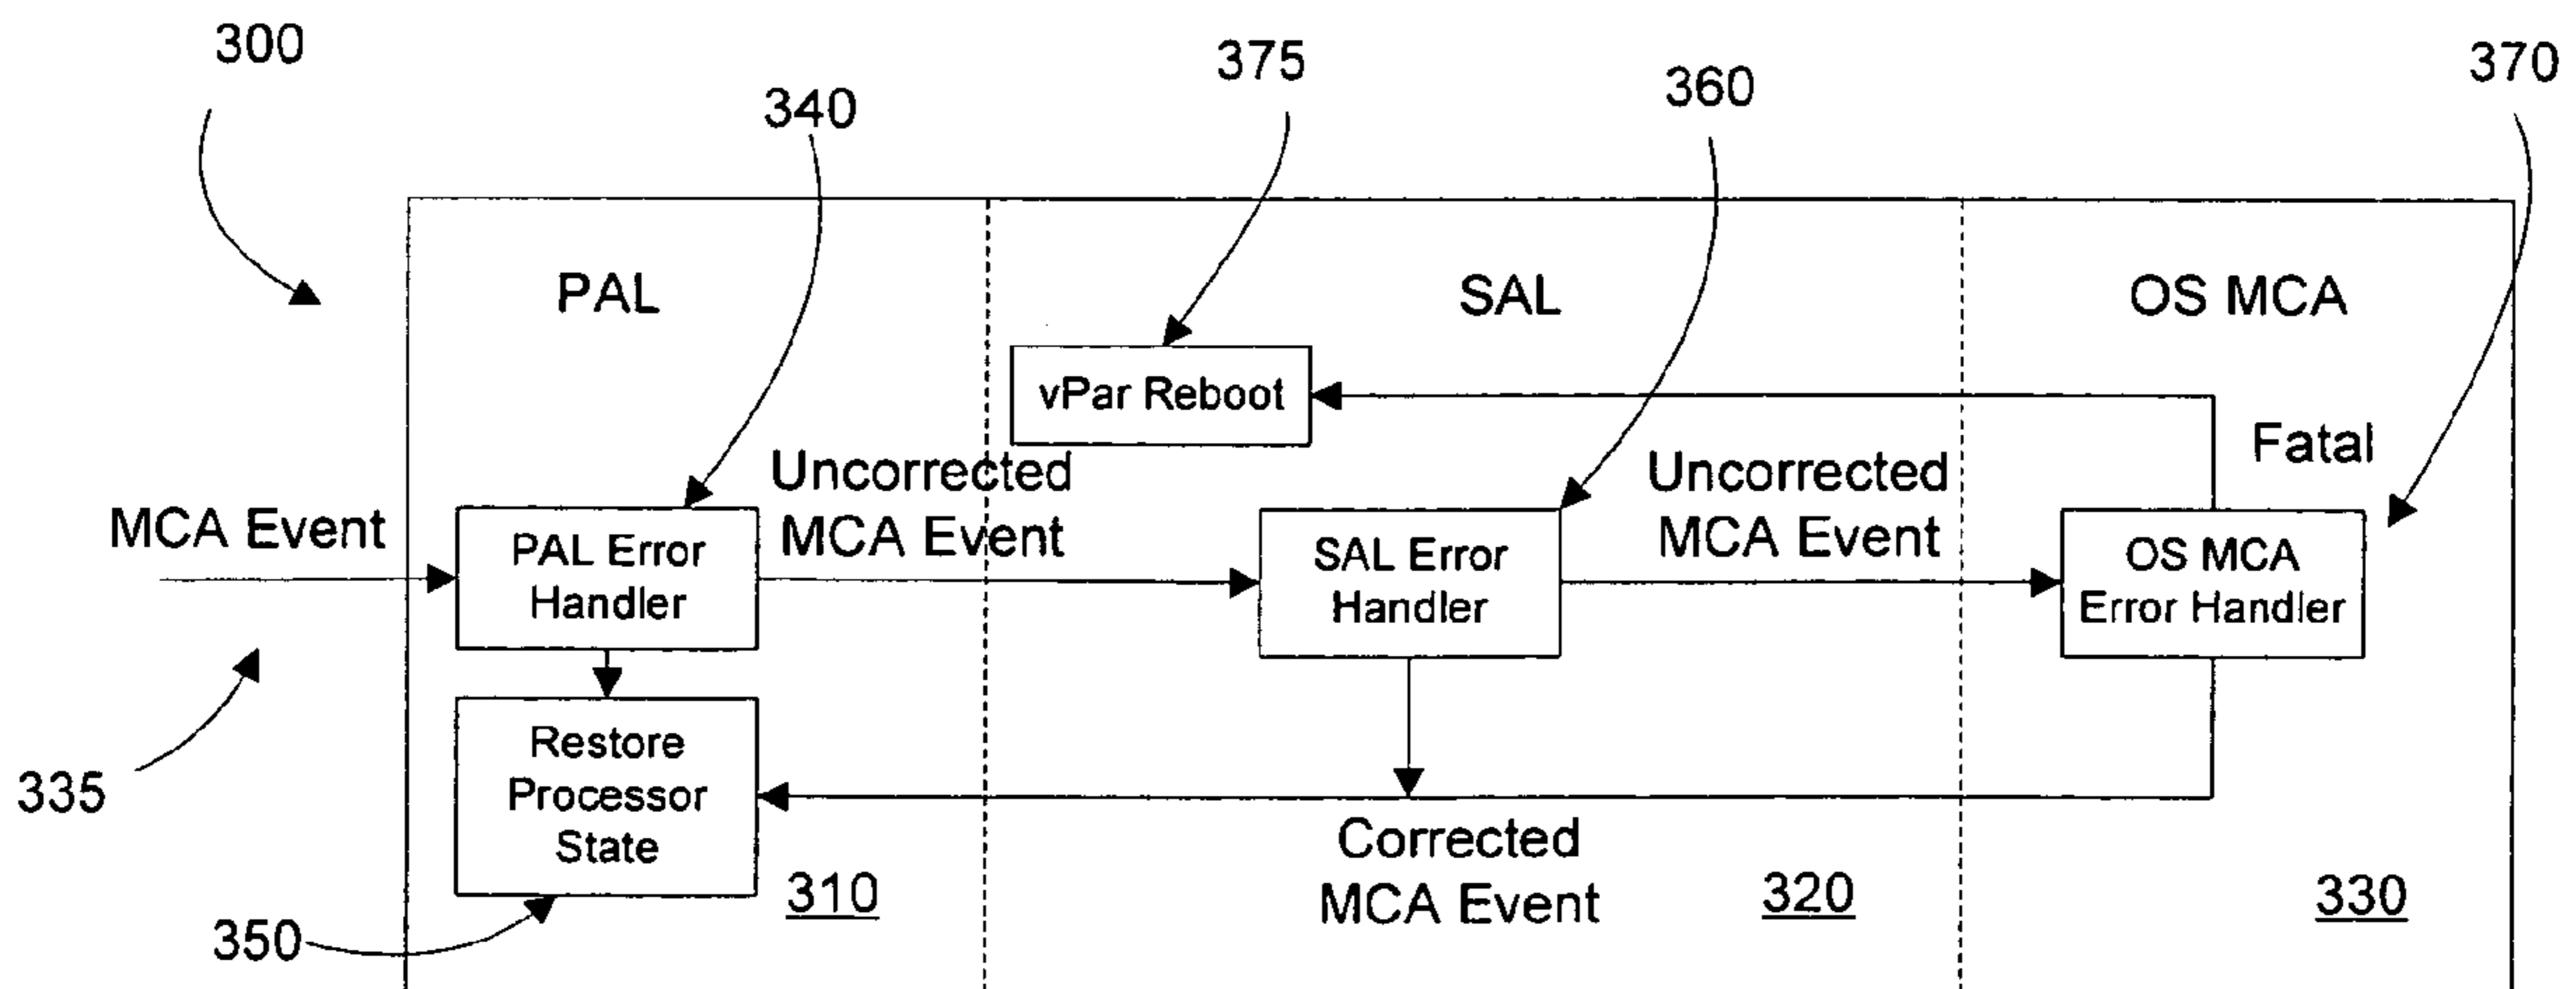 300
375
360
370
340
PAL
SAL
OS MCA
vPar Reboot
Fatal
Uncorrected
MCA Event
Uncorrected
MCA Event
MCA Event
PAL Error
Handler
SAL Error
Handler
OS MCA
Error Handler
335
Restore
Processor
State
Corrected
MCA Event
310
320
330
350